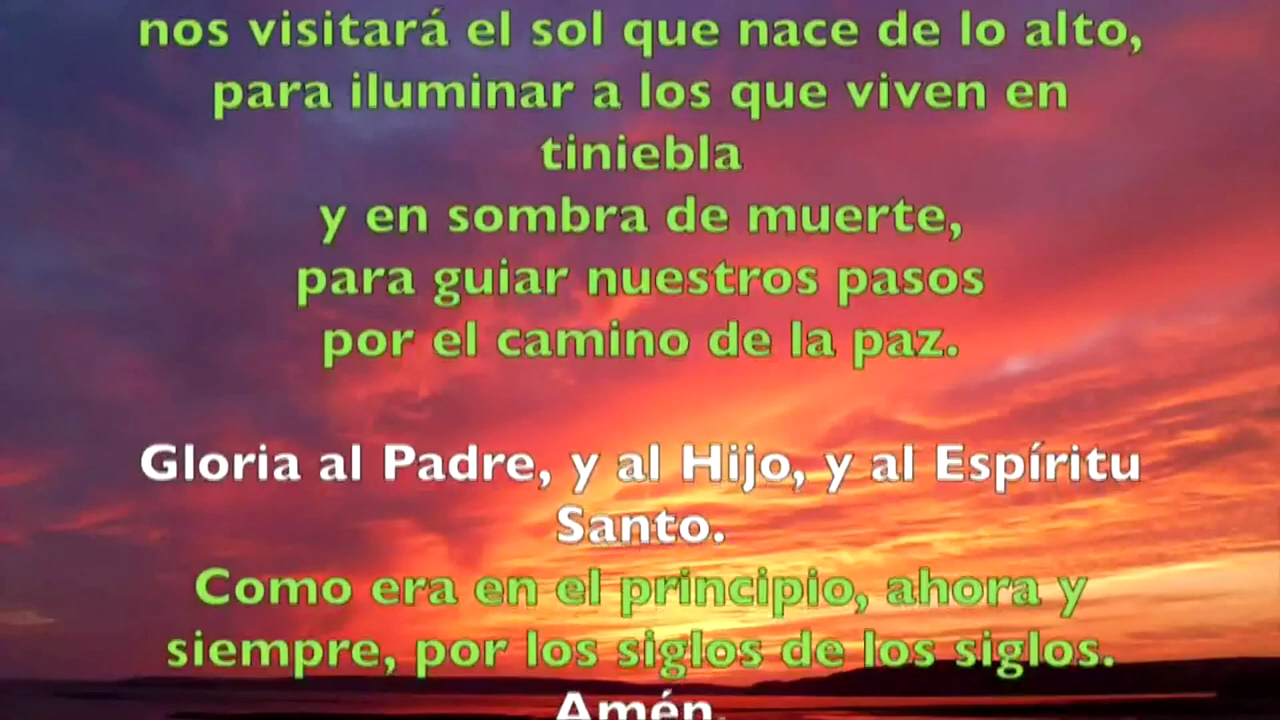 nos visitará el sol que nace de lo alto,
para iluminar a los que viven en
tiniebla
y en sombra de muerte,
para guiar nuestros pasos
por el camino de la paz.
Gloria al Padre, y al Hijo, y al Espíritu
Santo.
Como era en el principio, ahora y
siempre, por los siglos de los siglos.
Amén.